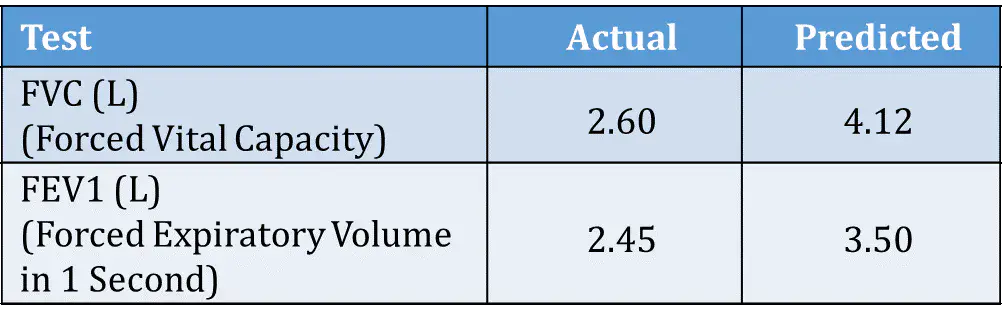 Test Actual Predicted
FVC (L)
(Forced Vital Capacity) 2.60 4.12
FEV1 (L)
(Forced Expiratory Volume
in 1 Second) 2.45 3.50